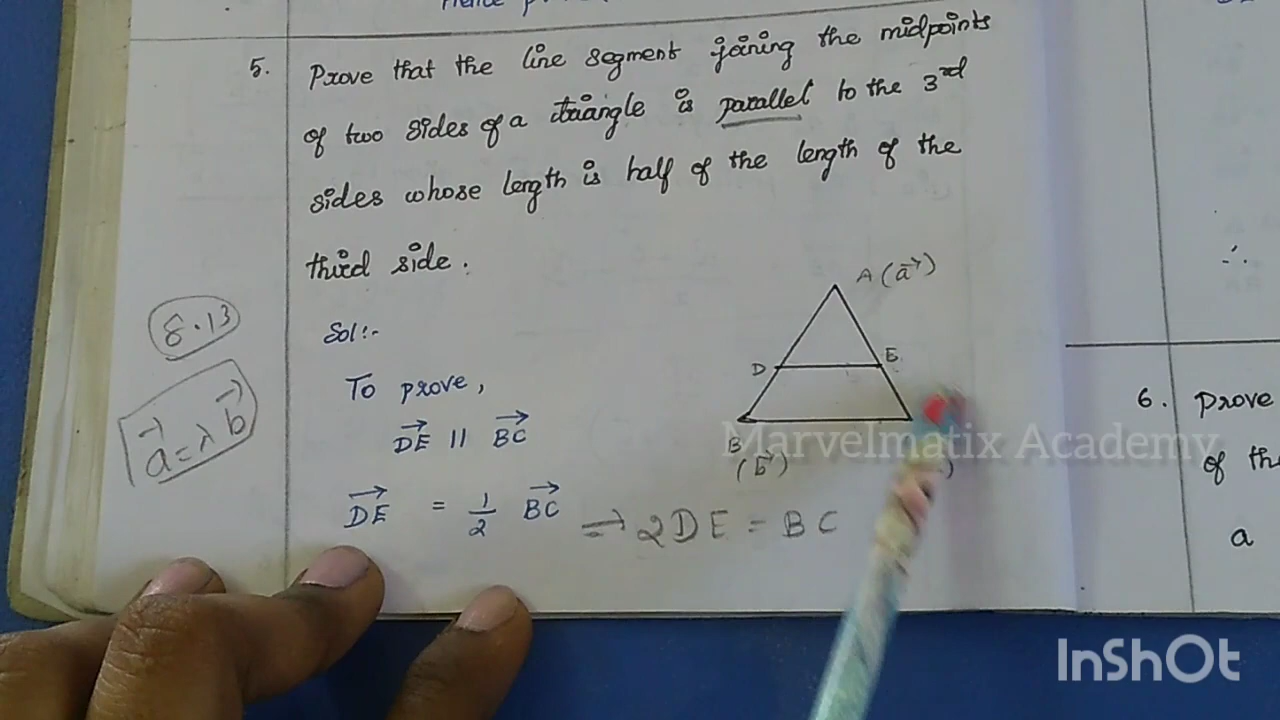 Hence p
5. Prove that the line segment joining the midpoints
of two sides of a triangle is parallel to the 3rd
sides whose length is half of the length of the
third side.
8.13
Sol:-
To prove,
a⃗ = λ b⃗
DE⃗ || BC⃗
DE⃗ = 1/2 BC⃗ ⇒ 2DE = BC
A (a⃗)
D E
B
(b⃗) )
Marvelmatix Academy
∴
6. Prove
of the
a
InShOt